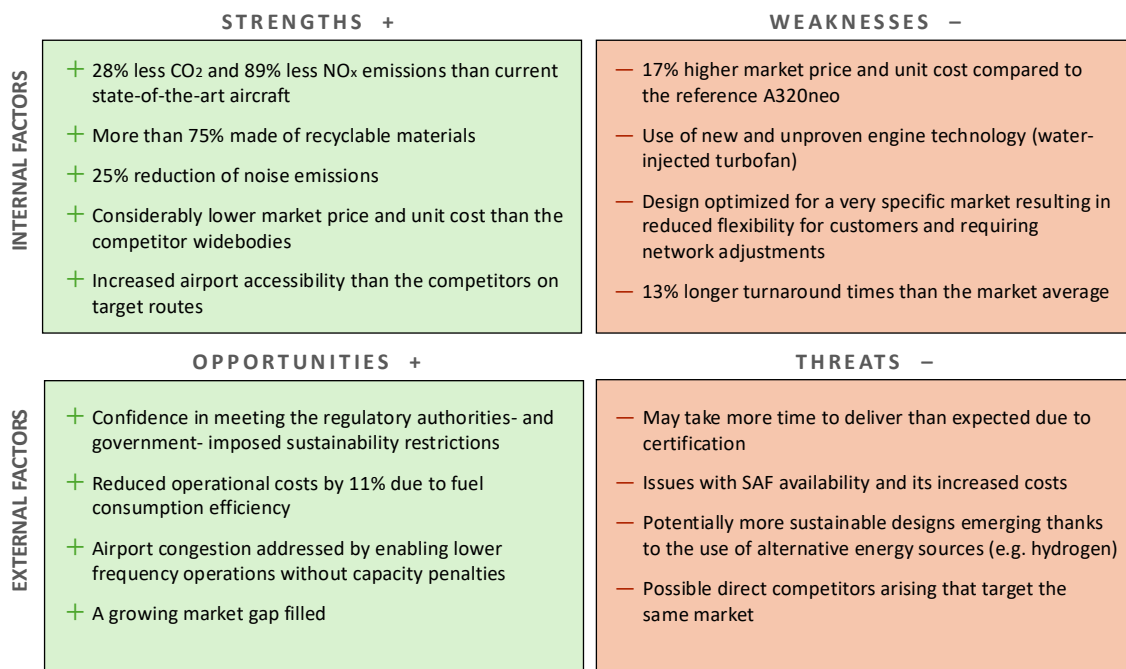 STRENGTHS +
WEAKNESSES –
INTERNAL FACTORS
+ 28% less CO₂ and 89% less NOₓ emissions than current
state-of-the-art aircraft
+ More than 75% made of recyclable materials
+ 25% reduction of noise emissions
+ Considerably lower market price and unit cost than the
competitor widebodies
+ Increased airport accessibility than the competitors on
target routes
— 17% higher market price and unit cost compared to
the reference A320neo
— Use of new and unproven engine technology (water-
injected turbofan)
— Design optimized for a very specific market resulting in
reduced flexibility for customers and requiring
network adjustments
— 13% longer turnaround times than the market average
OPPORTUNITIES +
THREATS –
EXTERNAL FACTORS
+ Confidence in meeting the regulatory authorities- and
government- imposed sustainability restrictions
+ Reduced operational costs by 11% due to fuel
consumption efficiency
+ Airport congestion addressed by enabling lower
frequency operations without capacity penalties
+ A growing market gap filled
— May take more time to deliver than expected due to
certification
— Issues with SAF availability and its increased costs
— Potentially more sustainable designs emerging thanks
to the use of alternative energy sources (e.g. hydrogen)
— Possible direct competitors arising that target the
same market